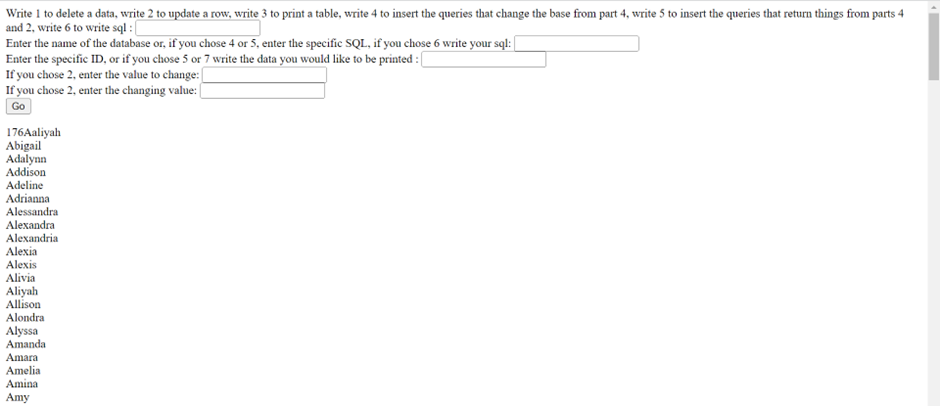 Write 1 to delete a data, write 2 to update a row, write 3 to print a table, write 4 to insert the queries that change the base from part 4, write 5 to insert the queries that return things from parts 4
and 2, write 6 to write sql :
Enter the name of the database or, if you chose 4 or 5, enter the specific SQL, if you chose 6 write your sql:
Enter the specific ID, or if you chose 5 or 7 write the data you would like to be printed :
If you chose 2, enter the value to change:
If you chose 2, enter the changing value:
Go
176Aaliyah
Abigail
Adalynn
Addison
Adeline
Adrianna
Alessandra
Alexandra
Alexandria
Alexia
Alexis
Alivia
Aliyah
Allison
Alondra
Alyssa
Amanda
Amara
Amelia
Amina
Amy